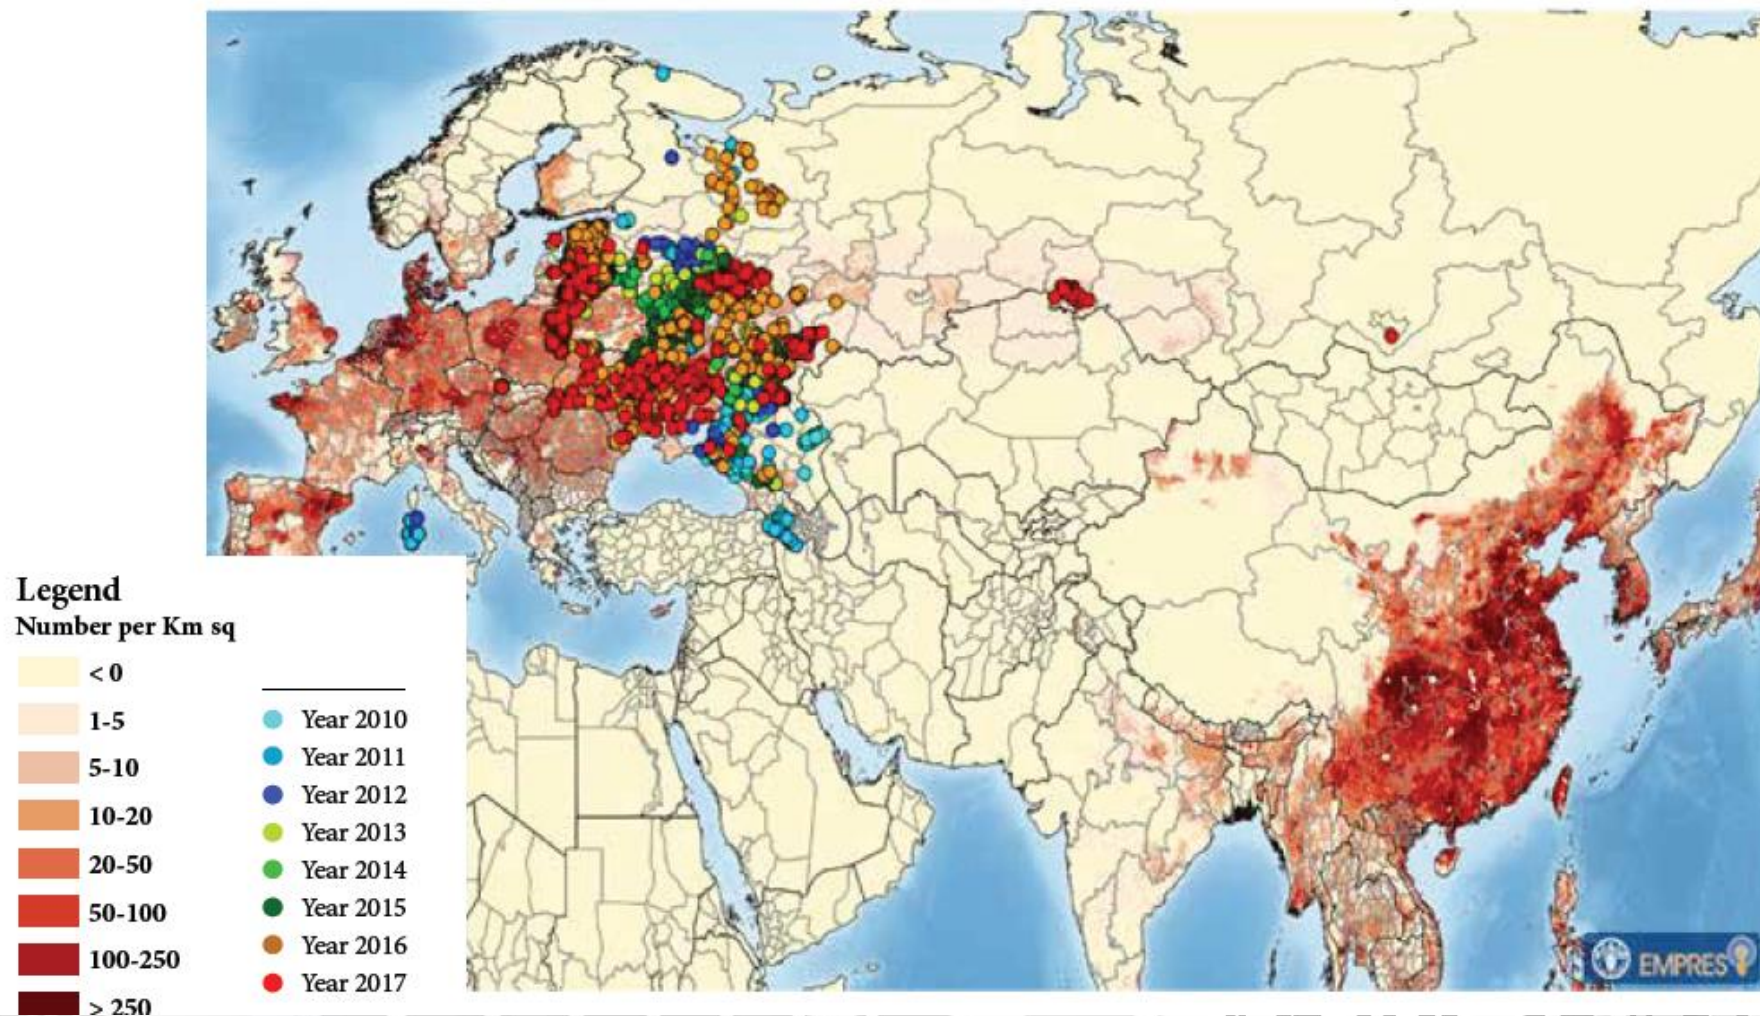 Legend
Number per Km sq
< 0
1-5
5-10
10-20
20-50
50-100
100-250
> 250
Year 2010
Year 2011
Year 2012
Year 2013
Year 2014
Year 2015
Year 2016
Year 2017
EMPRES